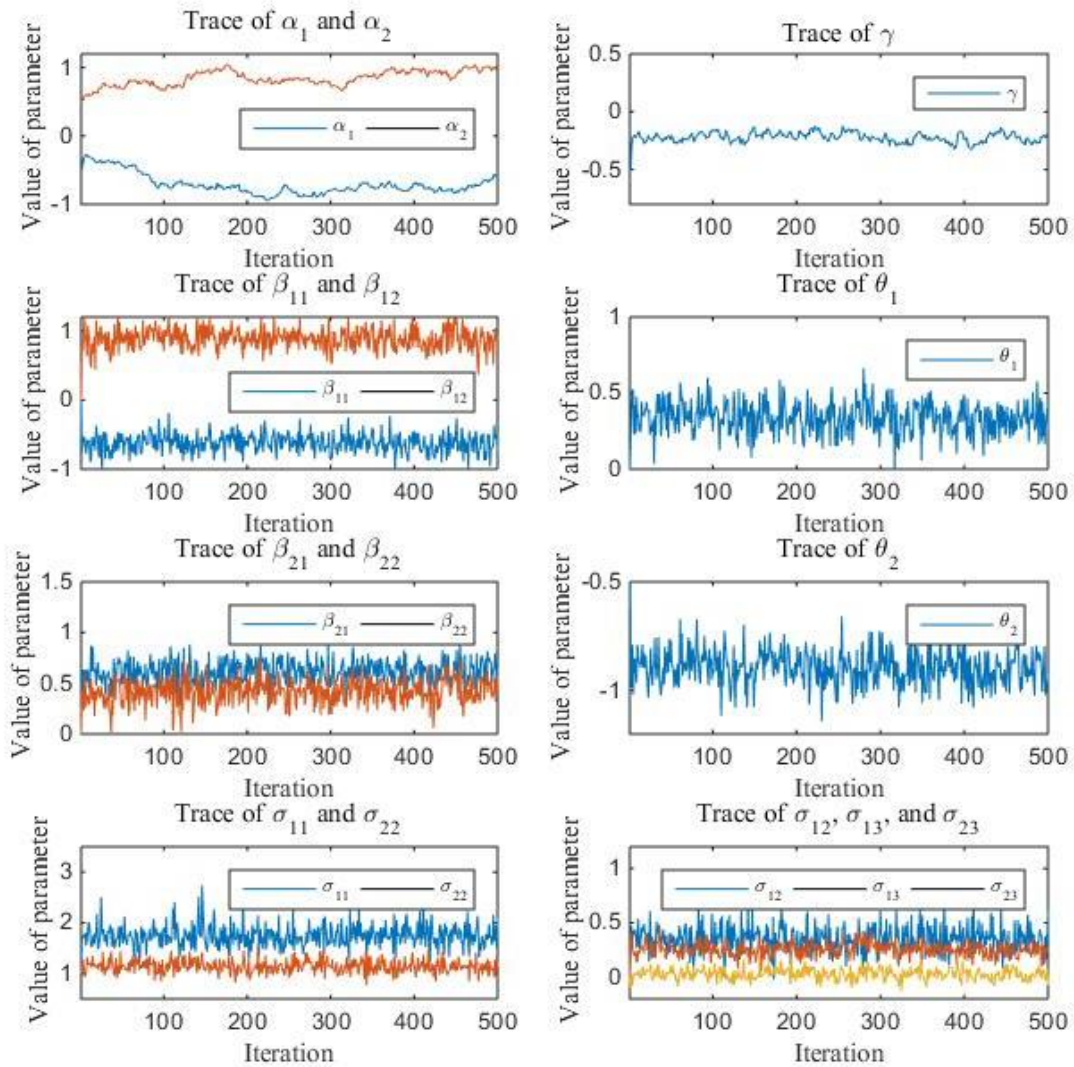 Trace of α₁ and α₂
Value of parameter
1
0
-1
α₁ α₂
100 200 300 400 500
Iteration
Trace of γ
Value of parameter
0.5
0
-0.5
γ
100 200 300 400 500
Iteration
Trace of β₁₁ and β₁₂
Value of parameter
1
0
-1
β₁₁ β₁₂
100 200 300 400 500
Iteration
Trace of θ₁
Value of parameter
1
0.5
0
θ₁
100 200 300 400 500
Iteration
Trace of β₂₁ and β₂₂
Value of parameter
1.5
1
0.5
0
β₂₁ β₂₂
100 200 300 400 500
Iteration
Trace of θ₂
Value of parameter
-0.5
-1
θ₂
100 200 300 400 500
Iteration
Trace of σ₁₁ and σ₂₂
Value of parameter
3
2
1
σ₁₁ σ₂₂
100 200 300 400 500
Iteration
Trace of σ₁₂, σ₁₃, and σ₂₃
Value of parameter
1
0.5
0
σ₁₂ σ₁₃ σ₂₃
100 200 300 400 500
Iteration